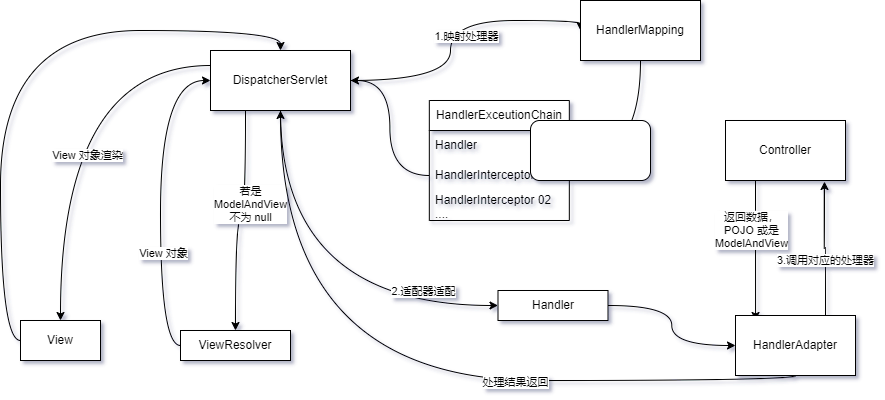 1.映射处理器
HandlerMapping
DispatcherServlet
HandlerExceutionChain
Handler
HandlerInterceptor
HandlerInterceptor 02
....
Controller
View 对象渲染
若是
ModelAndView
不为 null
View 对象
返回数据,
POJO 或是
ModelAndView
3.调用对应的处理器
2.适配器适配
Handler
View
ViewResolver
HandlerAdapter
处理结果返回